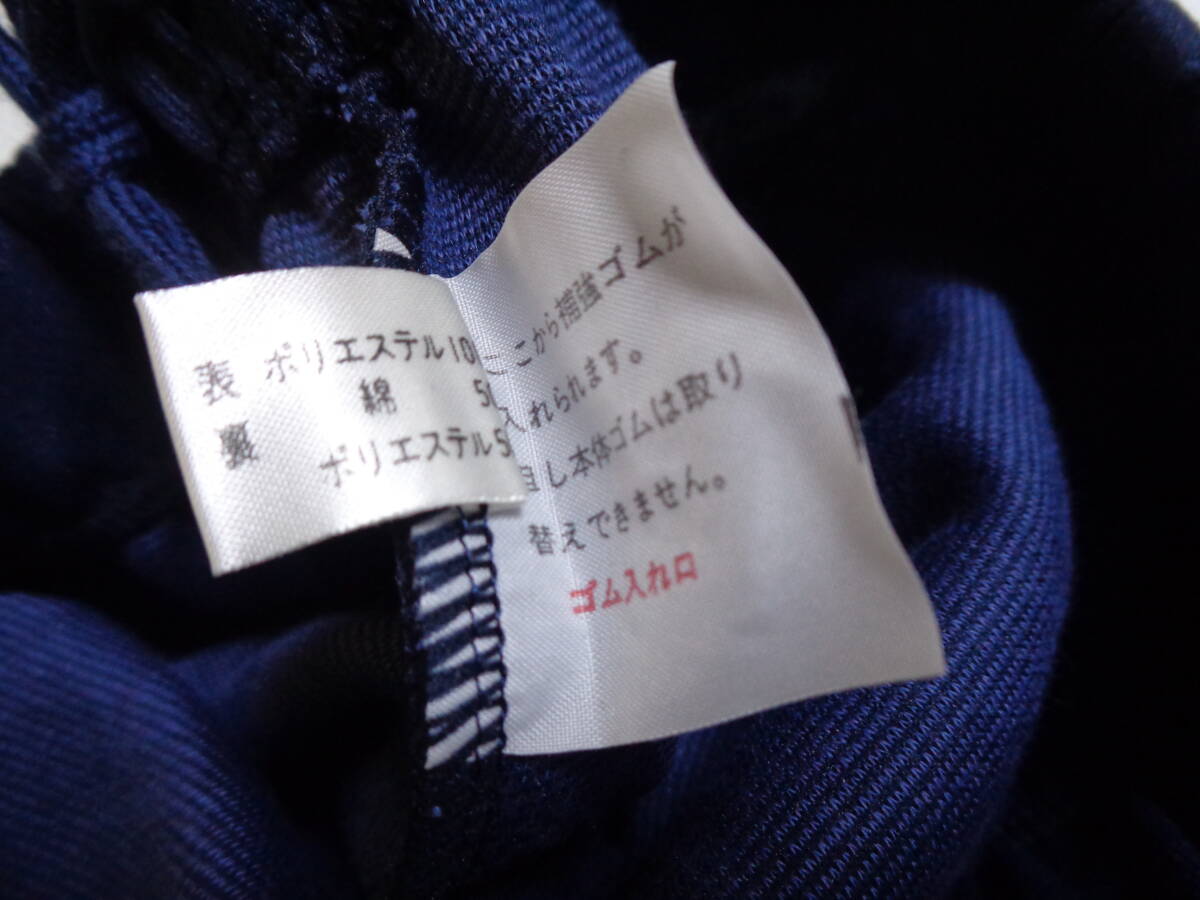 表 ポリエステル10
裏 綿 5
ポリエステル5
ここから補強ゴムが
入れられます。
但し本体ゴムは取り
替えできません。
ゴム入れ口